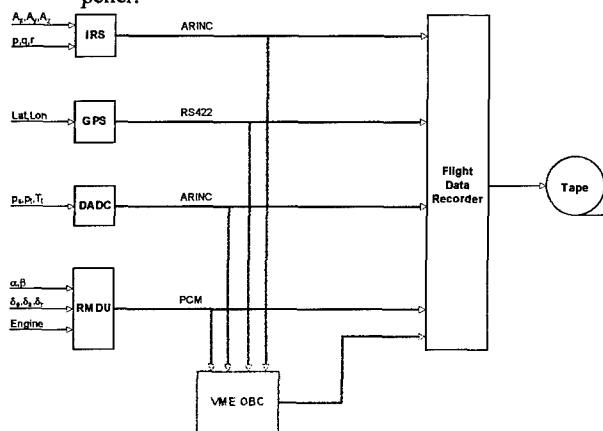 A_x,A_y,A_z
p,q,r
IRS
ARINC
Lat,Lon
GPS
RS422
Flight
Data
Recorder
Tape
p_s,p_t,T_t
DADC
ARINC
α,β
δ_e,δ_a,δ_r
Engine
RMDU
PCM
VME OBC